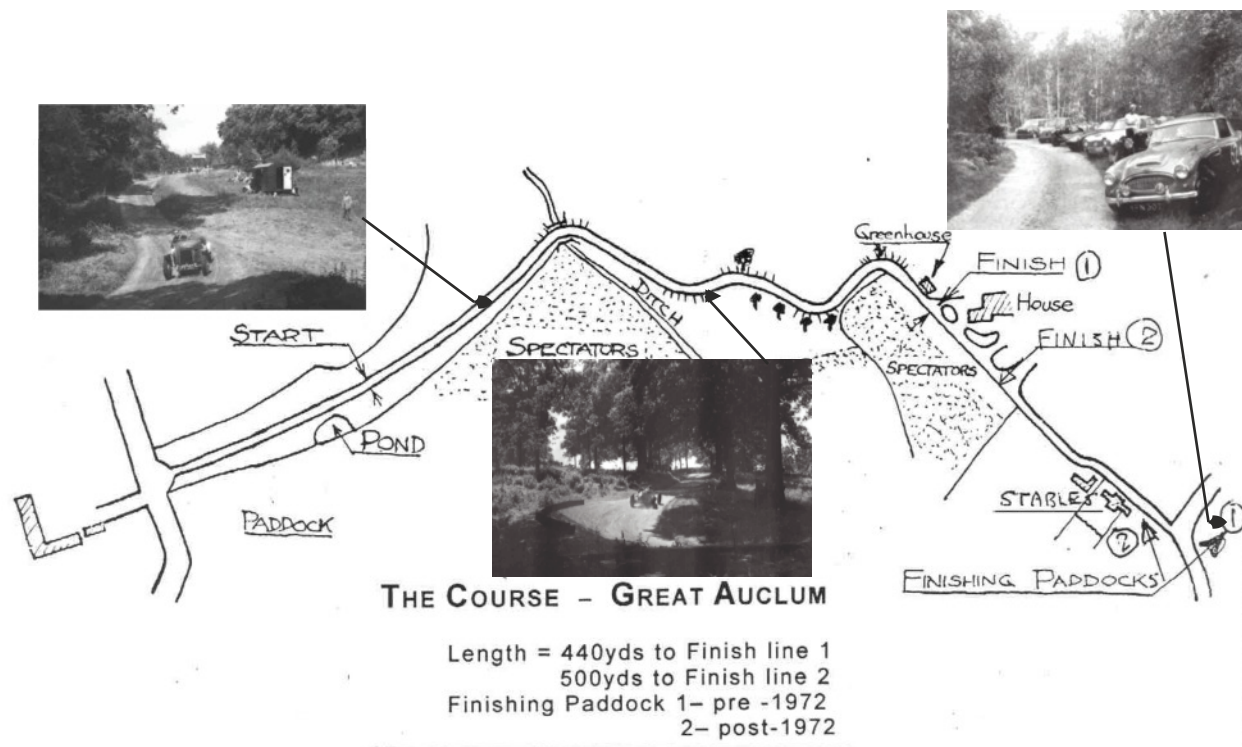 Greenhouse
FINISH ①
House
START
DITCH
FINISH ②
SPECTATORS
SPECTATORS
POND
PADDOCK
STABLES
①
②
FINISHING PADDOCKS
THE COURSE – GREAT AUCLUM
Length = 440yds to Finish line 1
500yds to Finish line 2
Finishing Paddock 1– pre -1972
2– post-1972